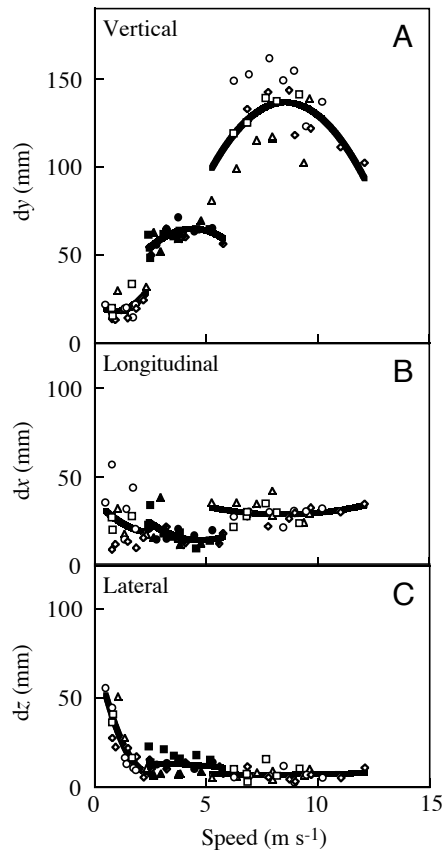 Vertical
A
150
100
50
0
dy (mm)
Longitudinal
B
100
50
0
dx (mm)
Lateral
C
100
50
0
dz (mm)
0 5 10 15
Speed (m s-1)